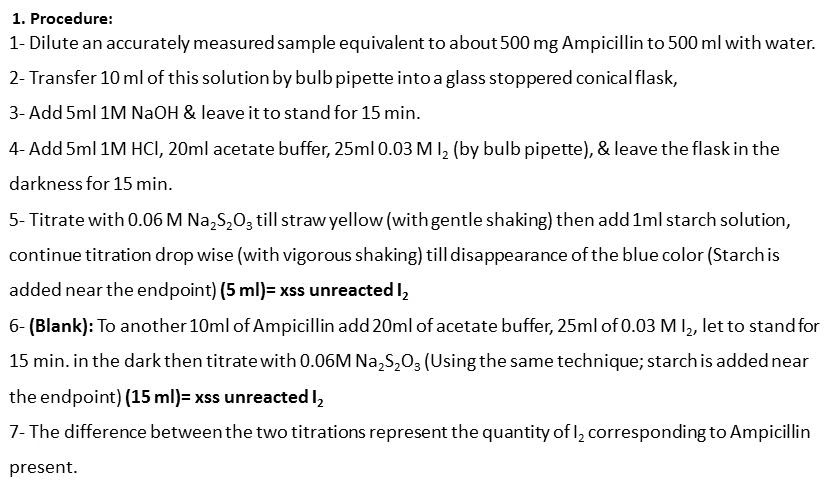 1. Procedure:
1- Dilute an accurately measured sample equivalent to about 500 mg Ampicillin to 500 ml with water.
2- Transfer 10 ml of this solution by bulb pipette into a glass stoppered conical flask,
3- Add 5ml 1M NaOH & leave it to stand for 15 min.
4- Add 5ml 1M HCl, 20ml acetate buffer, 25ml 0.03 M I₂ (by bulb pipette), & leave the flask in the
darkness for 15 min.
5- Titrate with 0.06 M Na₂S₂O₃ till straw yellow (with gentle shaking) then add 1ml starch solution,
continue titration drop wise (with vigorous shaking) till disappearance of the blue color (Starch is
added near the endpoint) (5 ml)= xss unreacted I₂
6- (Blank): To another 10ml of Ampicillin add 20ml of acetate buffer, 25ml of 0.03 M I₂, let to stand for
15 min. in the dark then titrate with 0.06M Na₂S₂O₃ (Using the same technique; starch is added near
the endpoint) (15 ml)= xss unreacted I₂
7- The difference between the two titrations represent the quantity of I₂ corresponding to Ampicillin
present.